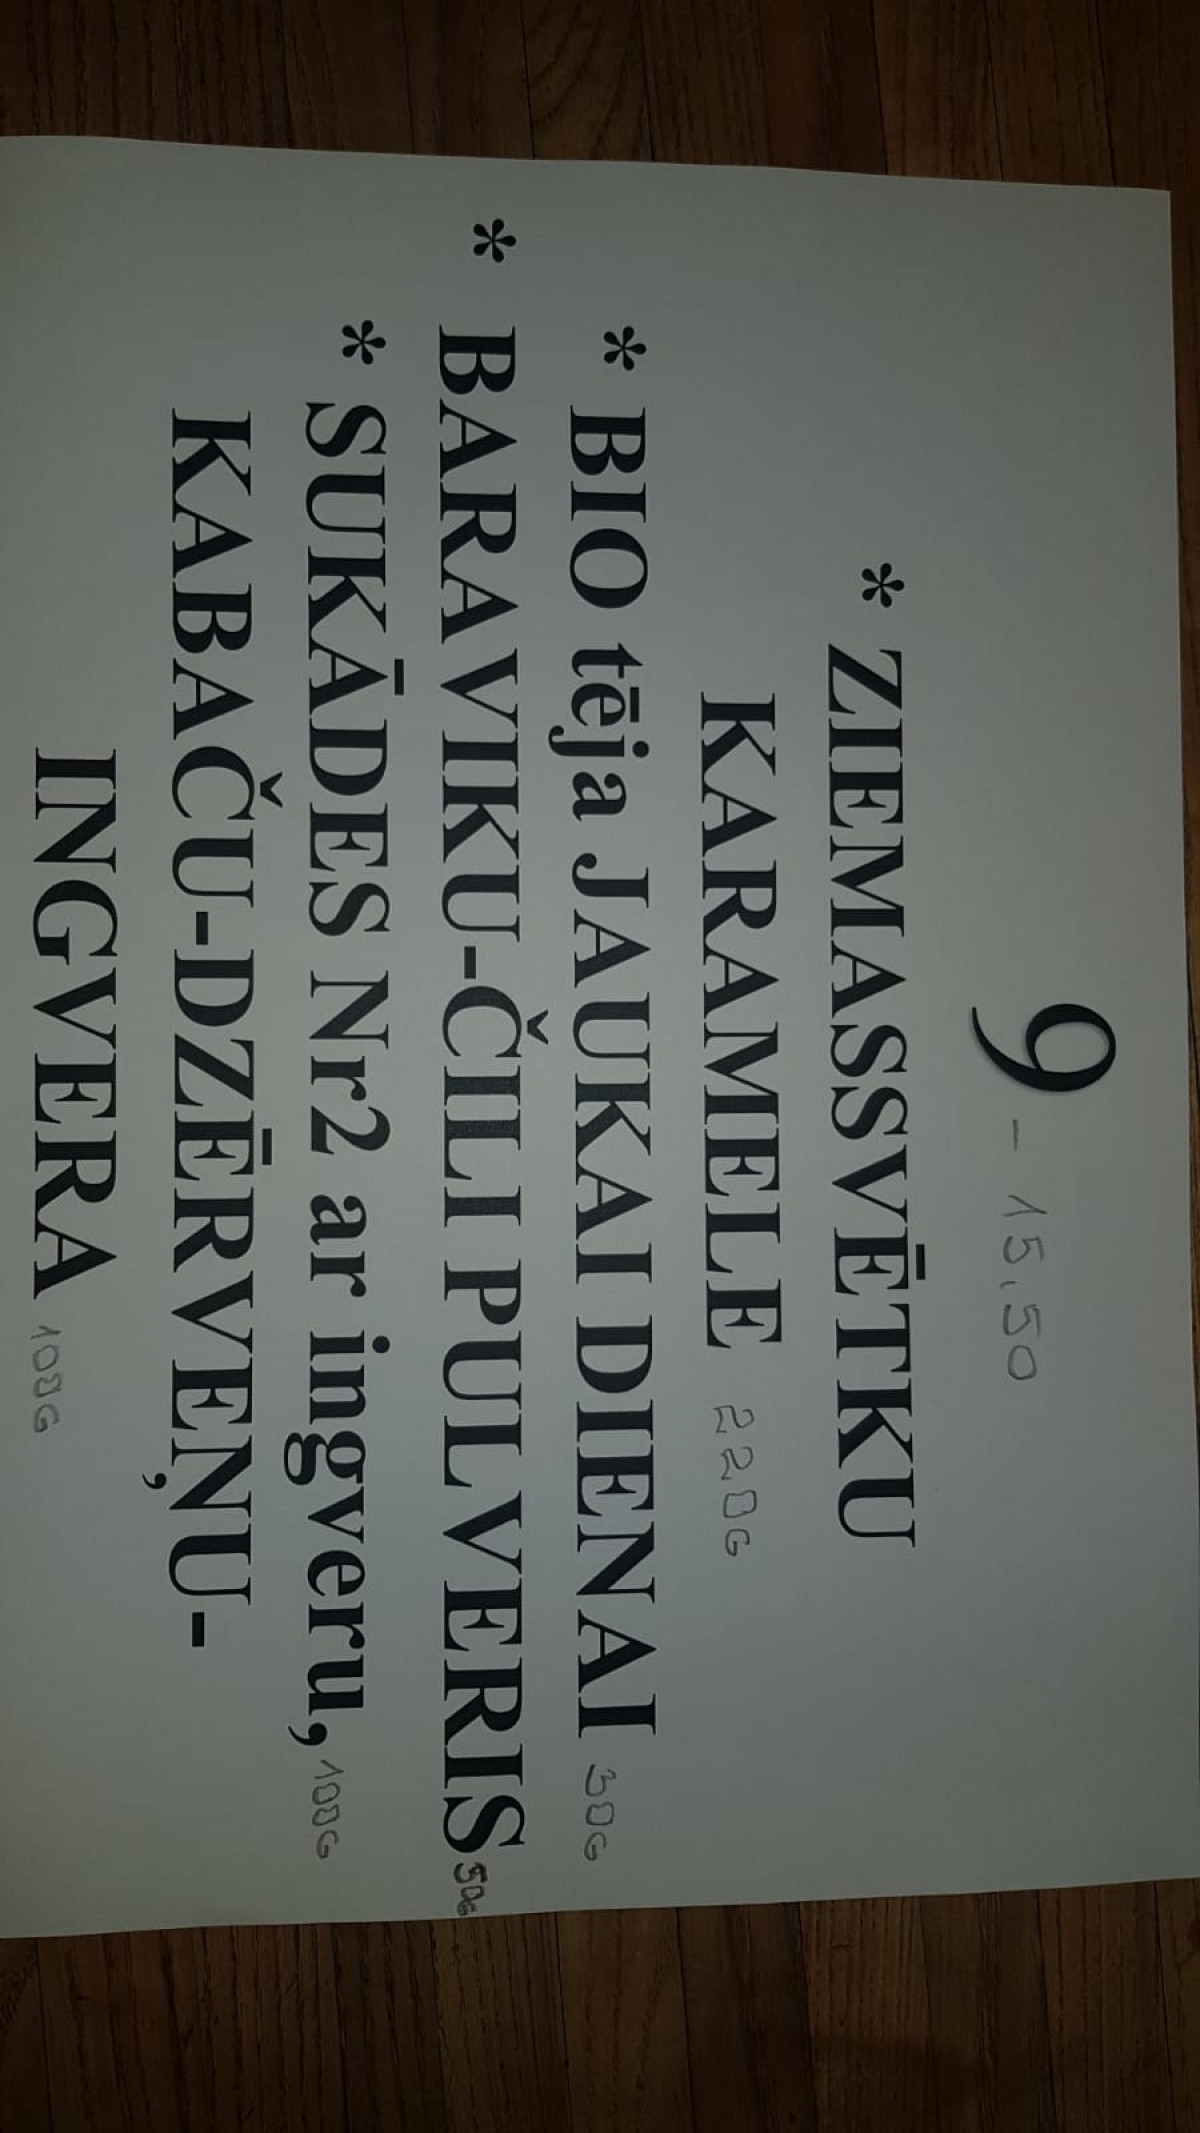 9 - 15,50
* ZIEMASSVĒTKU
KARAMELE 220G
* BIO tēja JAUKAI DIENAI 30G
* BARAVIKU-ČILI PULVERIS 50G
* SUKĀDES Nr2 ar ingveru, 100G
KABAČU-DZĒRVEŅU-
INGVERA 100G